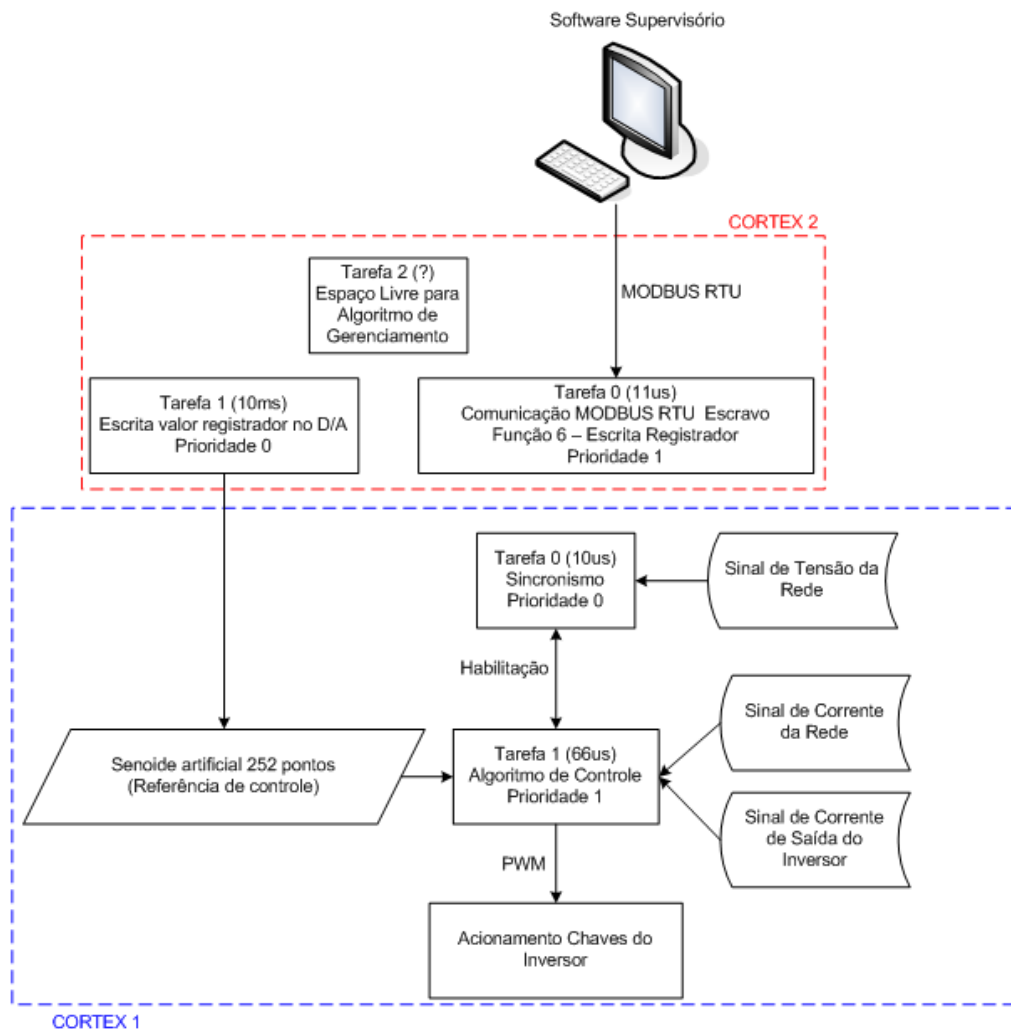 Software Supervisório
CORTEX 2
Tarefa 2 (?)
Espaço Livre para
Algoritmo de
Gerenciamento
MODBUS RTU
Tarefa 1 (10ms)
Escrita valor registrador no D/A
Prioridade 0
Tarefa 0 (11us)
Comunicação MODBUS RTU Escravo
Função 6 – Escrita Registrador
Prioridade 1
Tarefa 0 (10us)
Sincronismo
Prioridade 0
Sinal de Tensão da
Rede
Habilitação
Sinal de Corrente
da Rede
Senoide artificial 252 pontos
(Referência de controle)
Tarefa 1 (66us)
Algoritmo de Controle
Prioridade 1
Sinal de Corrente
de Saída do
Inversor
PWM
Acionamento Chaves do
Inversor
CORTEX 1